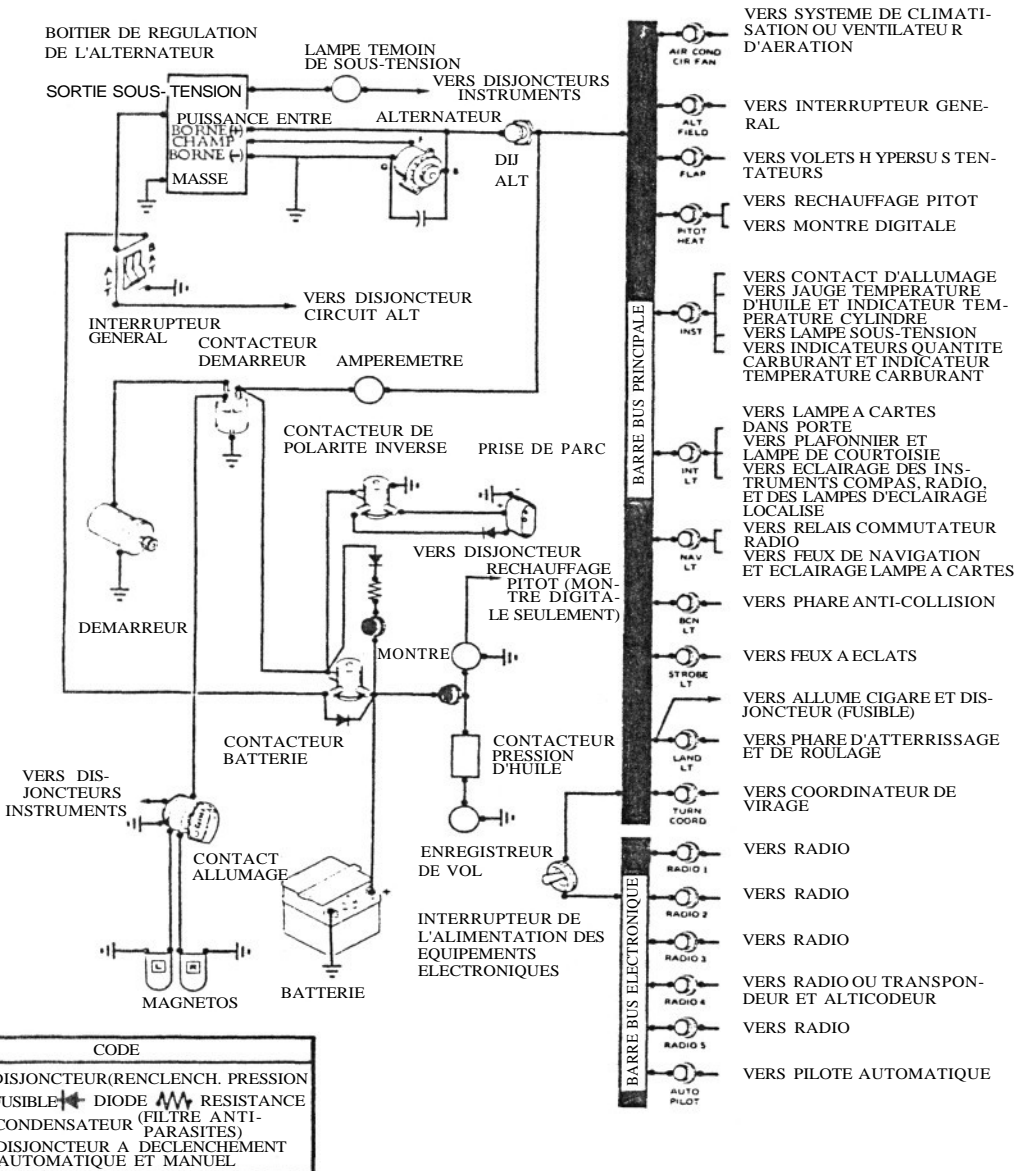 BOITIER DE REGULATION
DE L'ALTERNATEUR
LAMPE TEMOIN
DE SOUS-TENSION
SORTIE SOUS-TENSION
VERS DISJONCTEURS
INSTRUMENTS
PUISSANCE ENTRE
BORNE (+)
CHAMP
BORNE (-)
MASSE
ALTERNATEUR
F
G
B
DIJ
ALT
BAT
ALT
INTERRUPTEUR
GENERAL
VERS DISJONCTEUR
CIRCUIT ALT
CONTACTEUR
DEMARREUR
AMPEREMETRE
CONTACTEUR DE
POLARITE INVERSE
PRISE DE PARC
DEMARREUR
VERS DISJONCTEUR
RECHAUFFAGE
PITOT (MON-
TRE DIGITA-
LE SEULEMENT)
MONTRE
CONTACTEUR
BATTERIE
CONTACTEUR
PRESSION
D'HUILE
VERS DIS-
JONCTEURS
INSTRUMENTS
CONTACT
ALLUMAGE
ENREGISTREUR
DE VOL
INTERRUPTEUR DE
L'ALIMENTATION DES
EQUIPEMENTS
ELECTRONIQUES
L
R
MAGNETOS
+
BATTERIE
BARRE BUS PRINCIPALE
AIR COND
CIR FAN
VERS SYSTEME DE CLIMATI-
SATION OU VENTILATEU R
D'AERATION
ALT
FIELD
VERS INTERRUPTEUR GENE-
RAL
FLAP
VERS VOLETS H YPERSU S TEN-
TATEURS
PITOT
HEAT
VERS RECHAUFFAGE PITOT
VERS MONTRE DIGITALE
INST
VERS CONTACT D'ALLUMAGE
VERS JAUGE TEMPERATURE
D'HUILE ET INDICATEUR TEM-
PERATURE CYLINDRE
VERS LAMPE SOUS-TENSION
VERS INDICATEURS QUANTITE
CARBURANT ET INDICATEUR
TEMPERATURE CARBURANT
INT
LT
VERS LAMPE A CARTES
DANS PORTE
VERS PLAFONNIER ET
LAMPE DE COURTOISIE
VERS ECLAIRAGE DES INS-
TRUMENTS COMPAS, RADIO,
ET DES LAMPES D'ECLAIRAGE
LOCALISE
NAV
LT
VERS RELAIS COMMUTATEUR
RADIO
VERS FEUX DE NAVIGATION
ET ECLAIRAGE LAMPE A CARTES
BCN
LT
VERS PHARE ANTI-COLLISION
STROBE
LT
VERS FEUX A ECLATS
VERS ALLUME CIGARE ET DIS-
JONCTEUR (FUSIBLE)
LAND
LT
VERS PHARE D'ATTERRISSAGE
ET DE ROULAGE
TURN
COORD
VERS COORDINATEUR DE
VIRAGE
BARRE BUS ELECTRONIQUE
RADIO 1
VERS RADIO
RADIO 2
VERS RADIO
RADIO 3
VERS RADIO
RADIO 4
VERS RADIO OU TRANSPON-
DEUR ET ALTICODEUR
RADIO 5
VERS RADIO
AUTO
PILOT
VERS PILOTE AUTOMATIQUE
CODE
DISJONCTEUR(RENCLENCH. PRESSION
FUSIBLE DIODE RESISTANCE
CONDENSATEUR (FILTRE ANTI-
PARASITES)
DISJONCTEUR A DECLENCHEMENT
AUTOMATIQUE ET MANUEL